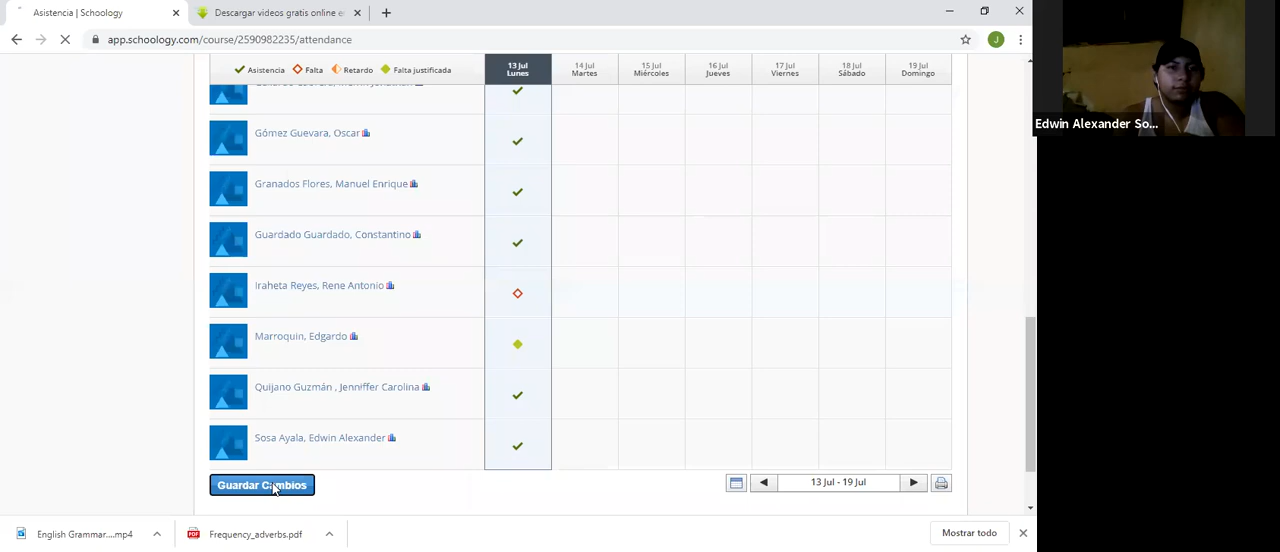 Asistencia | Schoology
Descargar videos gratis online e
app.schoology.com/course/2590982235/attendance
J
Asistencia Falta Retardo Falta justificada
13 Jul Lunes
14 Jul Martes
15 Jul Miércoles
16 Jul Jueves
17 Jul Viernes
18 Jul Sábado
19 Jul Domingo
Gómez Guevara, Oscar
Granados Flores, Manuel Enrique
Guardado Guardado, Constantino
Iraheta Reyes, Rene Antonio
Marroquin, Edgardo
Quijano Guzmán , Jenniffer Carolina
Sosa Ayala, Edwin Alexander
Guardar Cambios
13 Jul - 19 Jul
English Grammar....mp4
Frequency_adverbs.pdf
Mostrar todo
Edwin Alexander So...